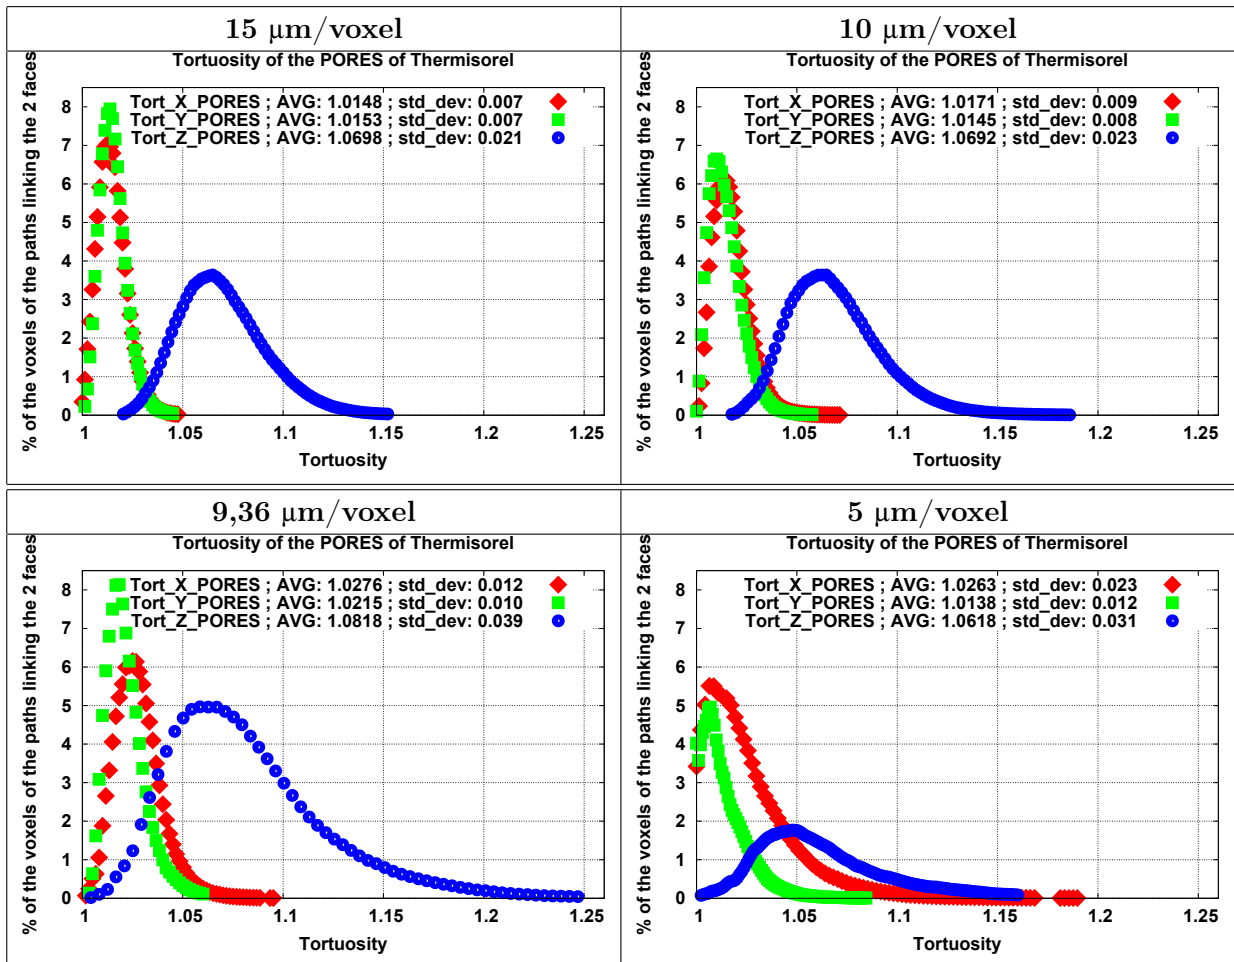 15 µm/voxel
Tortuosity of the PORES of Thermisorel
Tort_X_PORES ; AVG: 1.0148 ; std_dev: 0.007
Tort_Y_PORES ; AVG: 1.0153 ; std_dev: 0.007
Tort_Z_PORES ; AVG: 1.0698 ; std_dev: 0.021
% of the voxels of the paths linking the 2 faces
8
7
6
5
4
3
2
1
0
1 1.05 1.1 1.15 1.2 1.25
Tortuosity
10 µm/voxel
Tortuosity of the PORES of Thermisorel
Tort_X_PORES ; AVG: 1.0171 ; std_dev: 0.009
Tort_Y_PORES ; AVG: 1.0145 ; std_dev: 0.008
Tort_Z_PORES ; AVG: 1.0692 ; std_dev: 0.023
% of the voxels of the paths linking the 2 faces
8
7
6
5
4
3
2
1
0
1 1.05 1.1 1.15 1.2 1.25
Tortuosity
9,36 µm/voxel
Tortuosity of the PORES of Thermisorel
Tort_X_PORES ; AVG: 1.0276 ; std_dev: 0.012
Tort_Y_PORES ; AVG: 1.0215 ; std_dev: 0.010
Tort_Z_PORES ; AVG: 1.0818 ; std_dev: 0.039
% of the voxels of the paths linking the 2 faces
8
7
6
5
4
3
2
1
0
1 1.05 1.1 1.15 1.2 1.25
Tortuosity
5 µm/voxel
Tortuosity of the PORES of Thermisorel
Tort_X_PORES ; AVG: 1.0263 ; std_dev: 0.023
Tort_Y_PORES ; AVG: 1.0138 ; std_dev: 0.012
Tort_Z_PORES ; AVG: 1.0618 ; std_dev: 0.031
% of the voxels of the paths linking the 2 faces
8
7
6
5
4
3
2
1
0
1 1.05 1.1 1.15 1.2 1.25
Tortuosity